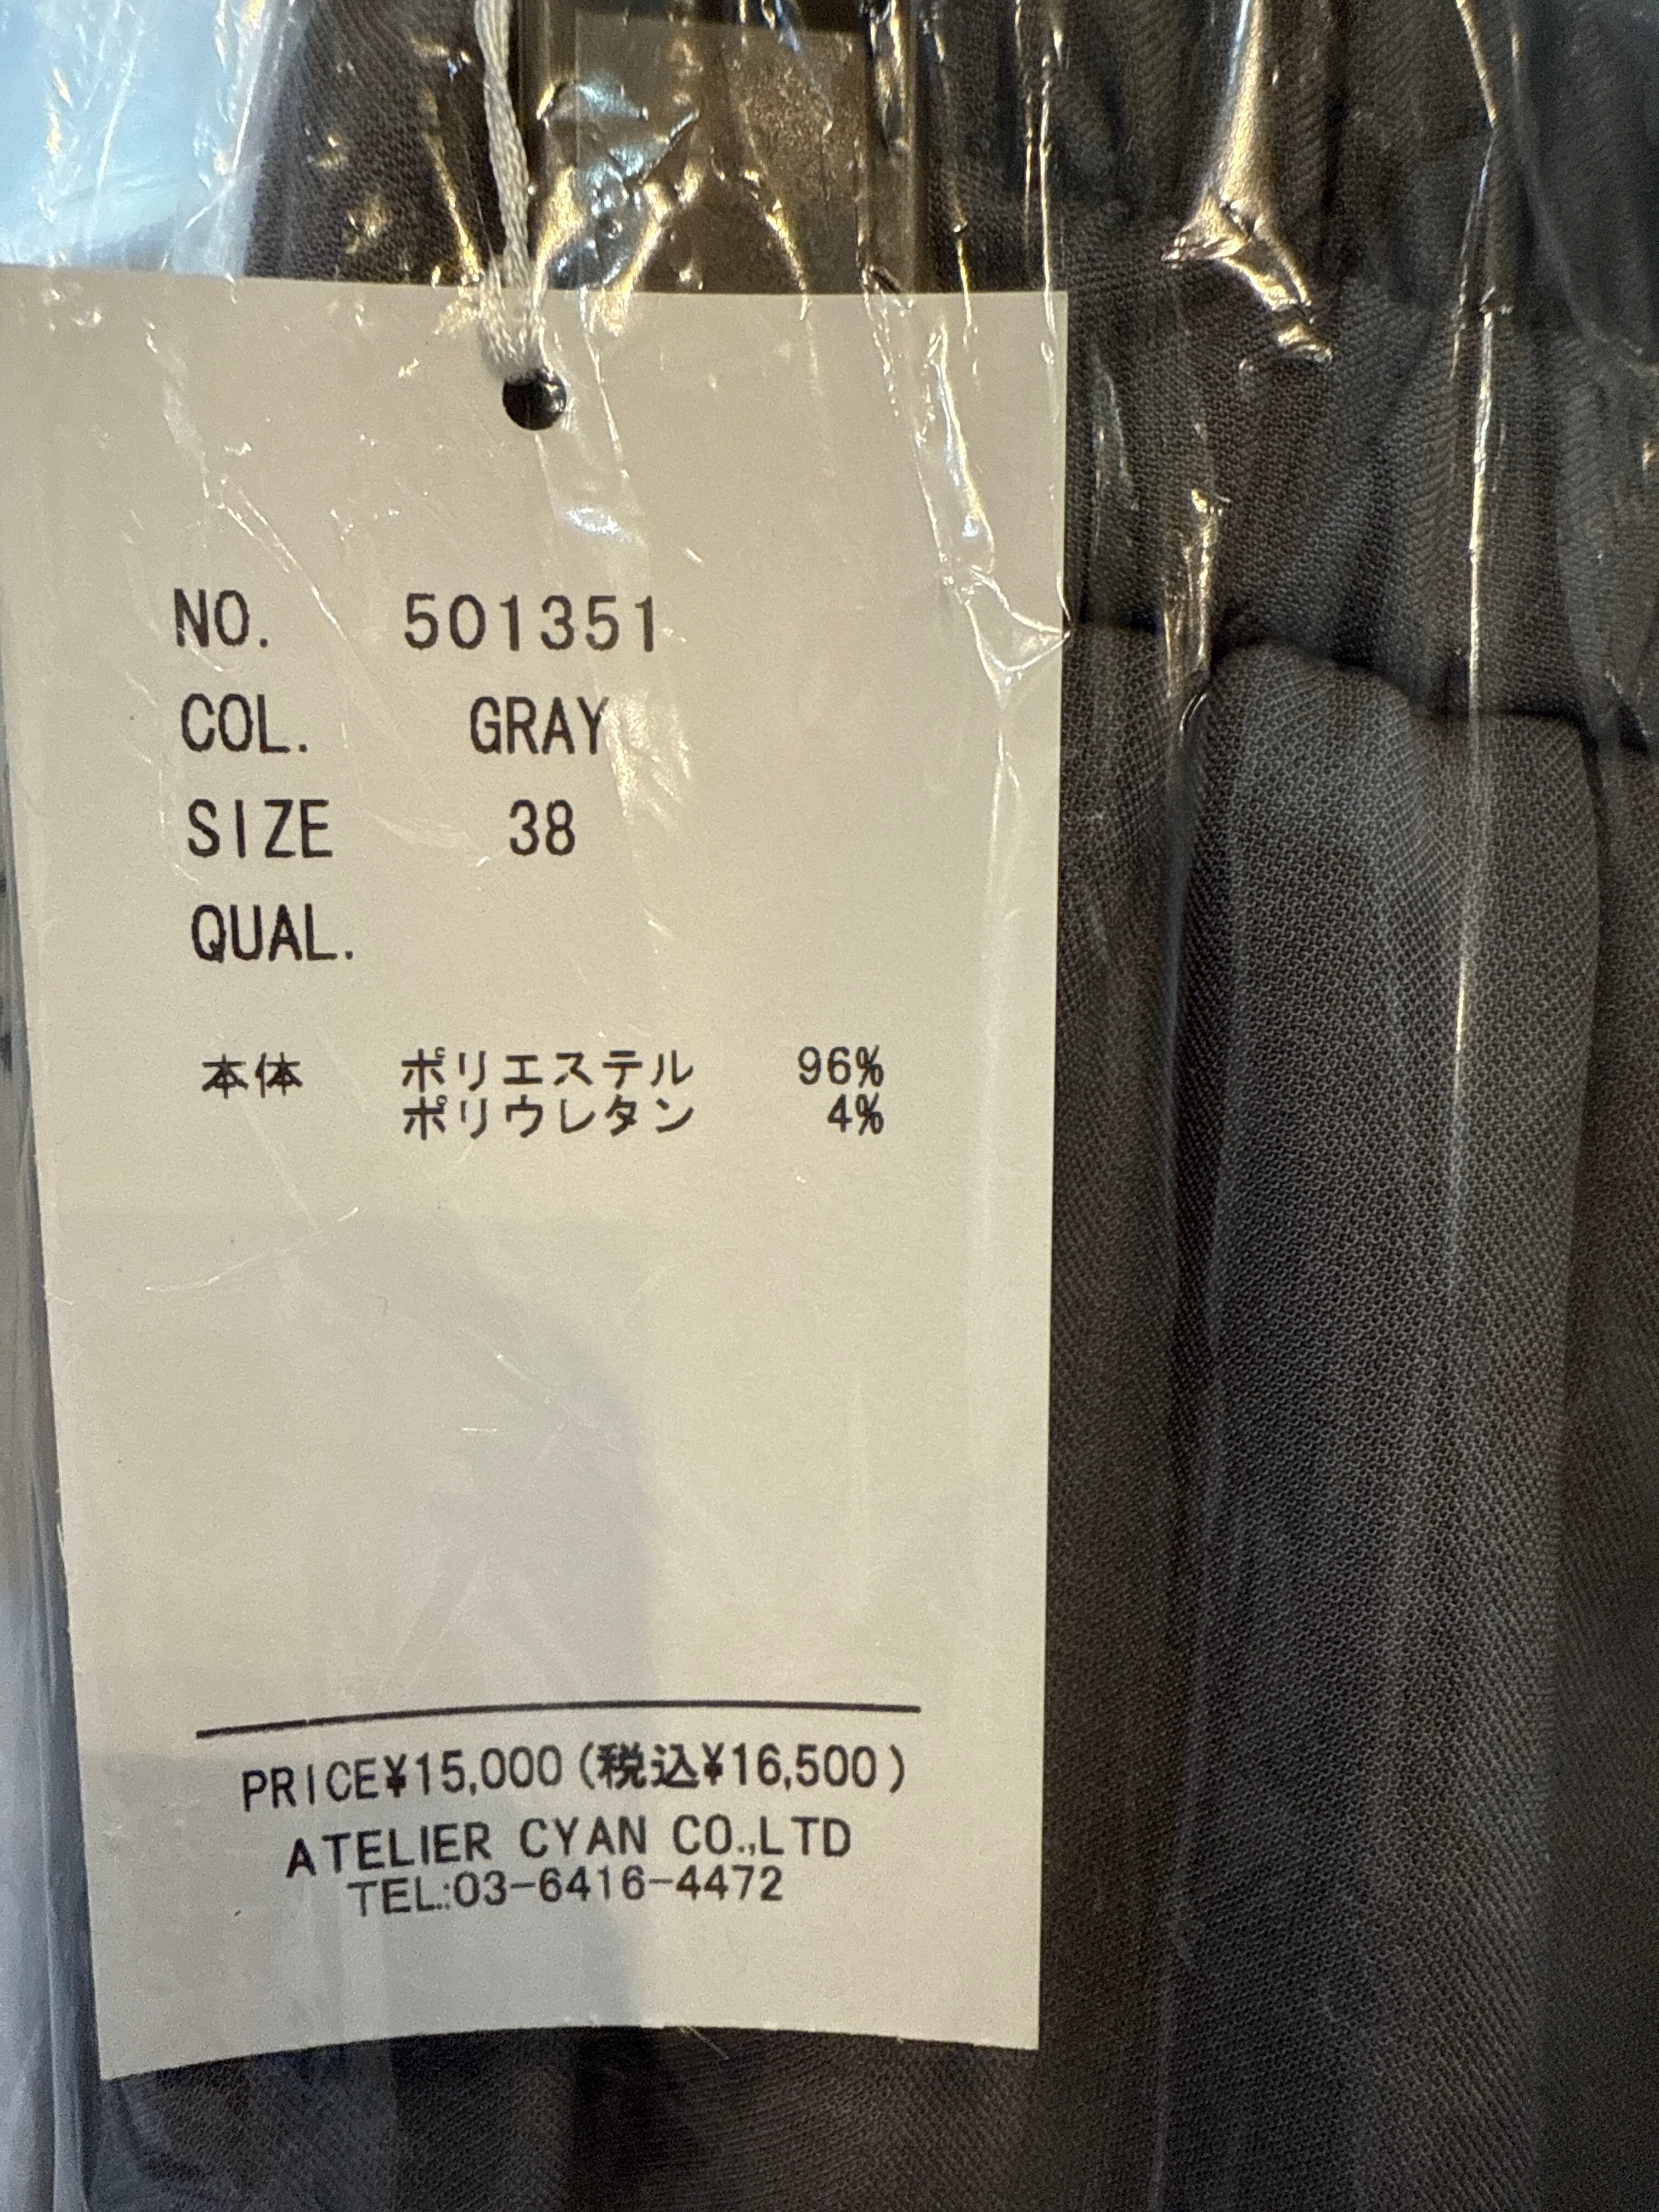 NO. 501351
COL. GRAY
SIZE 38
QUAL.
本体 ポリエステル 96%
ポリウレタン 4%
PRICE¥15,000(税込¥16,500)
ATELIER CYAN CO.,LTD
TEL.:03-6416-4472